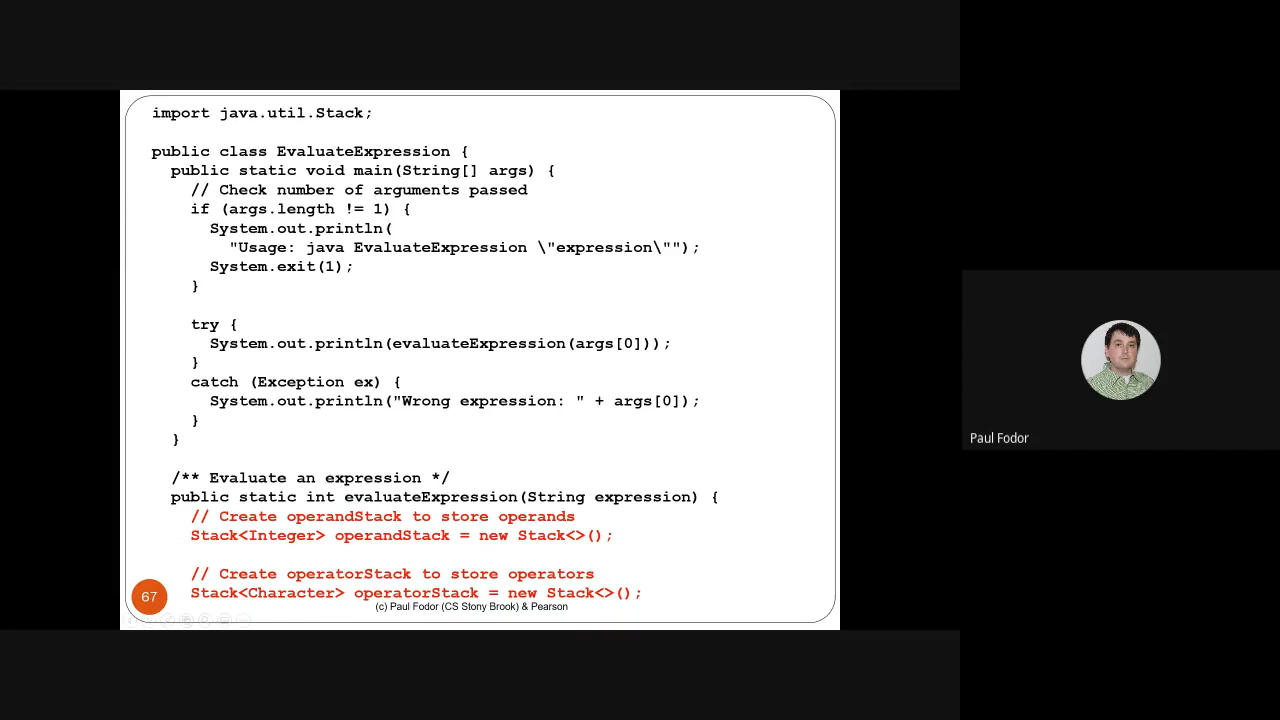 import java.util.Stack;
public class EvaluateExpression {
public static void main(String[] args) {
// Check number of arguments passed
if (args.length != 1) {
System.out.println(
"Usage: java EvaluateExpression \"expression\"");
System.exit(1);
}
try {
System.out.println(evaluateExpression(args[0]));
}
catch (Exception ex) {
System.out.println("Wrong expression: " + args[0]);
}
}
/** Evaluate an expression */
public static int evaluateExpression(String expression) {
// Create operandStack to store operands
Stack<Integer> operandStack = new Stack<>();
// Create operatorStack to store operators
Stack<Character> operatorStack = new Stack<>();
67
(c) Paul Fodor (CS Stony Brook) & Pearson
Paul Fodor